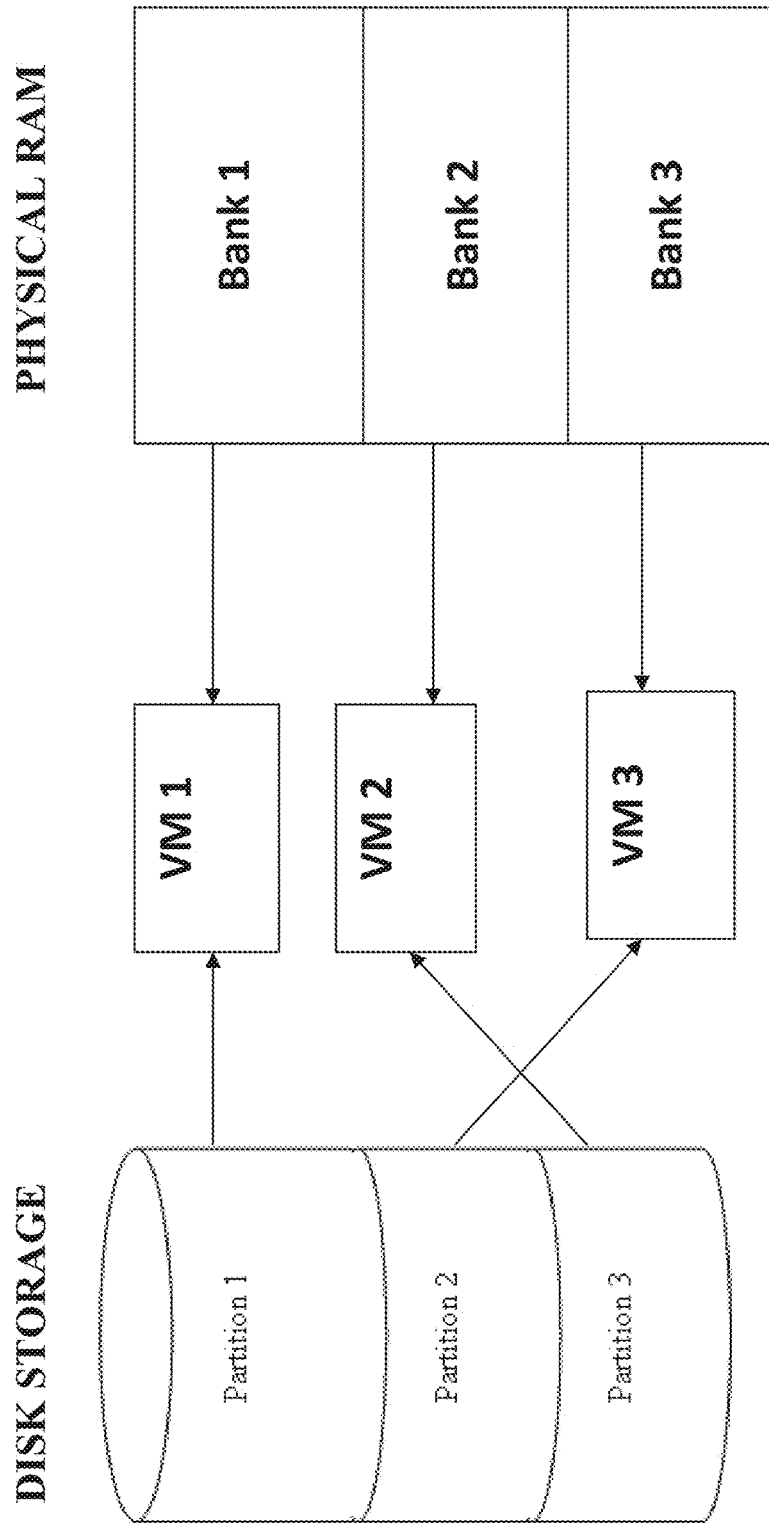 DISK STORAGE
PHYSICAL RAM
Partition 1
Partition 2
Partition 3
VM 1
VM 2
VM 3
Bank 1
Bank 2
Bank 3